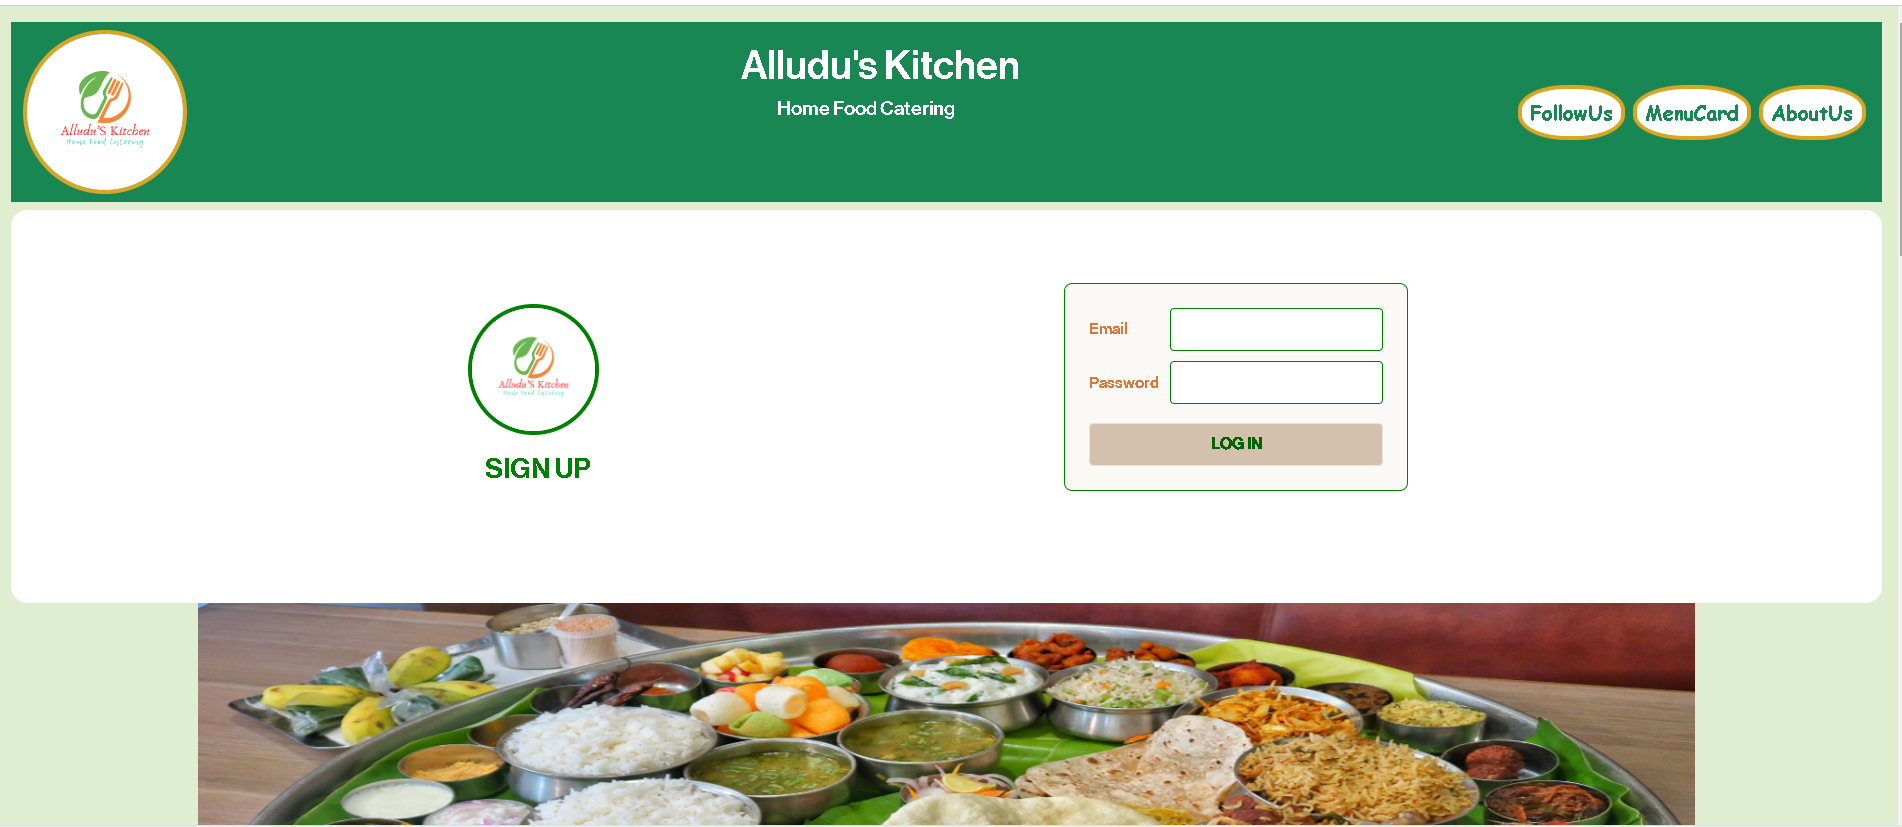 Alludu's Kitchen
Home Food Catering
Alludu'S Kitchen
Home Food Catering
FollowUs MenuCard AboutUs
Alludu'S Kitchen
Home Food Catering
SIGN UP
Email
Password
LOG IN